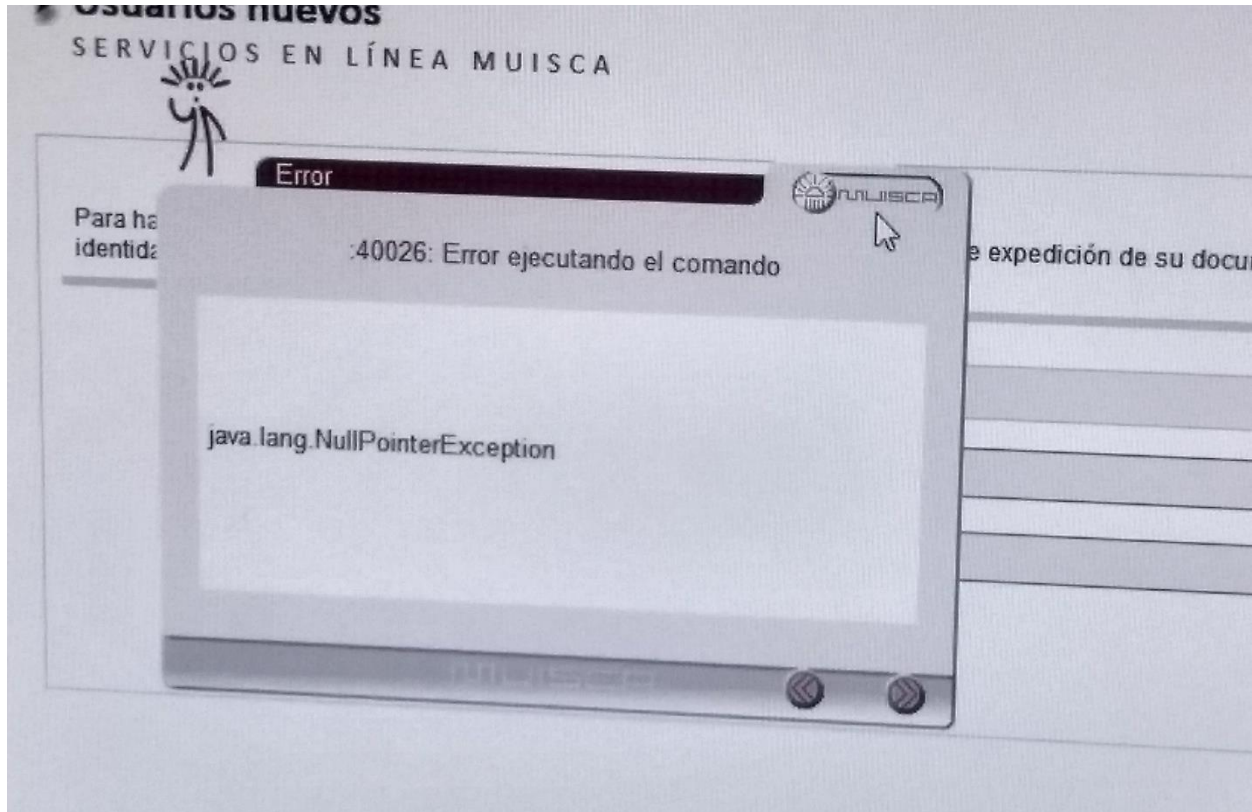 Usuarios nuevos
SERVICIOS EN LÍNEA MUISCA
Error
MUISCA
Para ha
identida
:40026: Error ejecutando el comando
e expedición de su docu
java.lang.NullPointerException
MUISCA